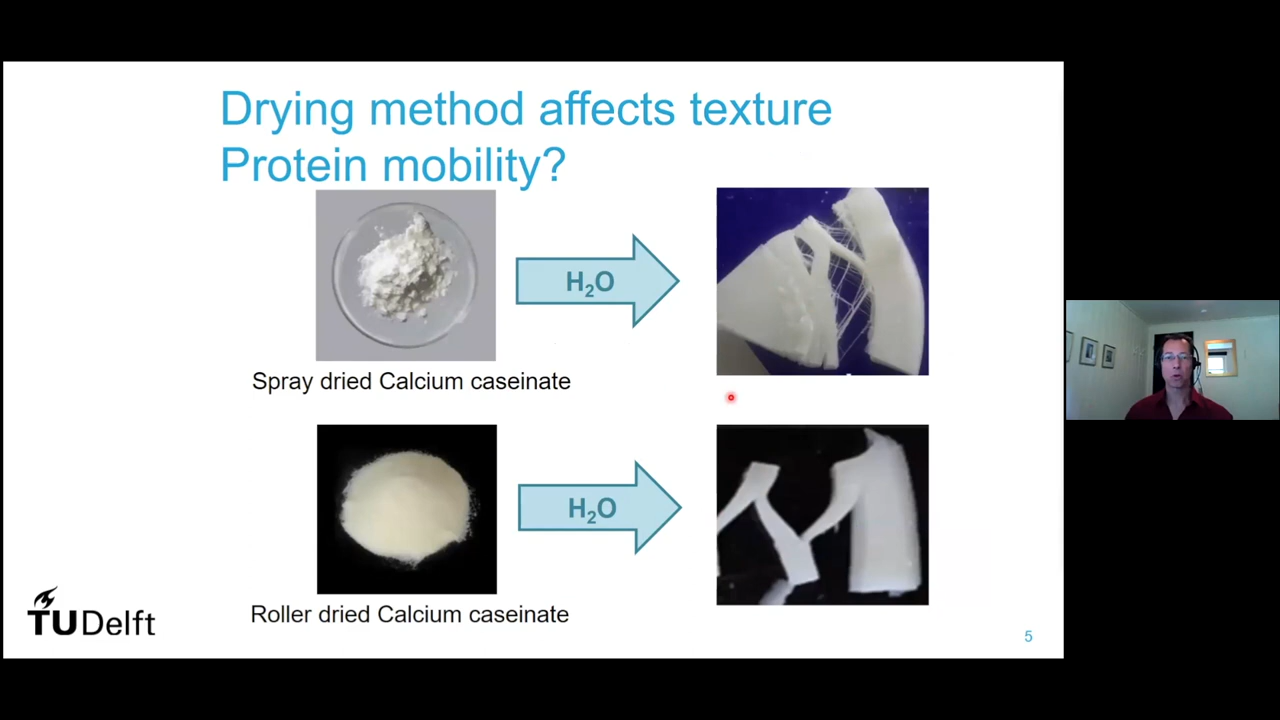 Drying method affects texture
Protein mobility?
H₂O
Spray dried Calcium caseinate
H₂O
Roller dried Calcium caseinate
TUDelft
5